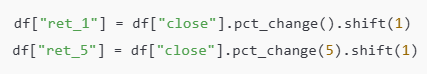 df["ret_1"] = df["close"].pct_change().shift(1)
df["ret_5"] = df["close"].pct_change(5).shift(1)